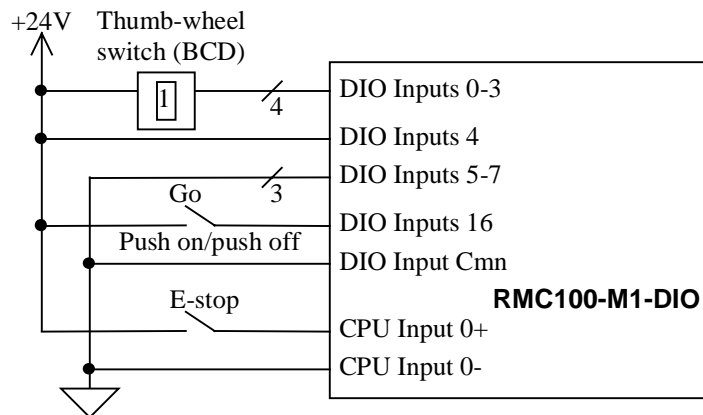 +24V
Thumb-wheel
switch (BCD)
1
4
DIO Inputs 0-3
DIO Inputs 4
3
DIO Inputs 5-7
Go
DIO Inputs 16
Push on/push off
DIO Input Cmn
RMC100-M1-DIO
E-stop
CPU Input 0+
CPU Input 0-